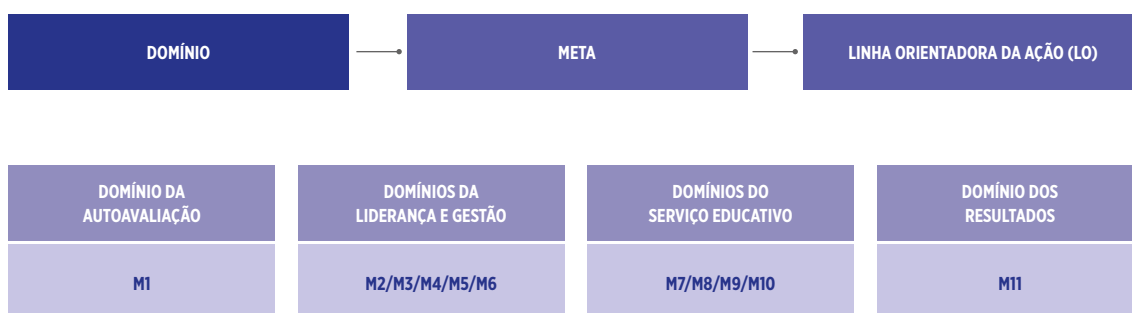 DOMÍNIO
META
LINHA ORIENTADORA DA AÇÃO (LO)
DOMÍNIO DA
AUTOAVALIAÇÃO
DOMÍNIOS DA
LIDERANÇA E GESTÃO
DOMÍNIOS DO
SERVIÇO EDUCATIVO
DOMÍNIO DOS
RESULTADOS
M1
M2/M3/M4/M5/M6
M7/M8/M9/M10
M11